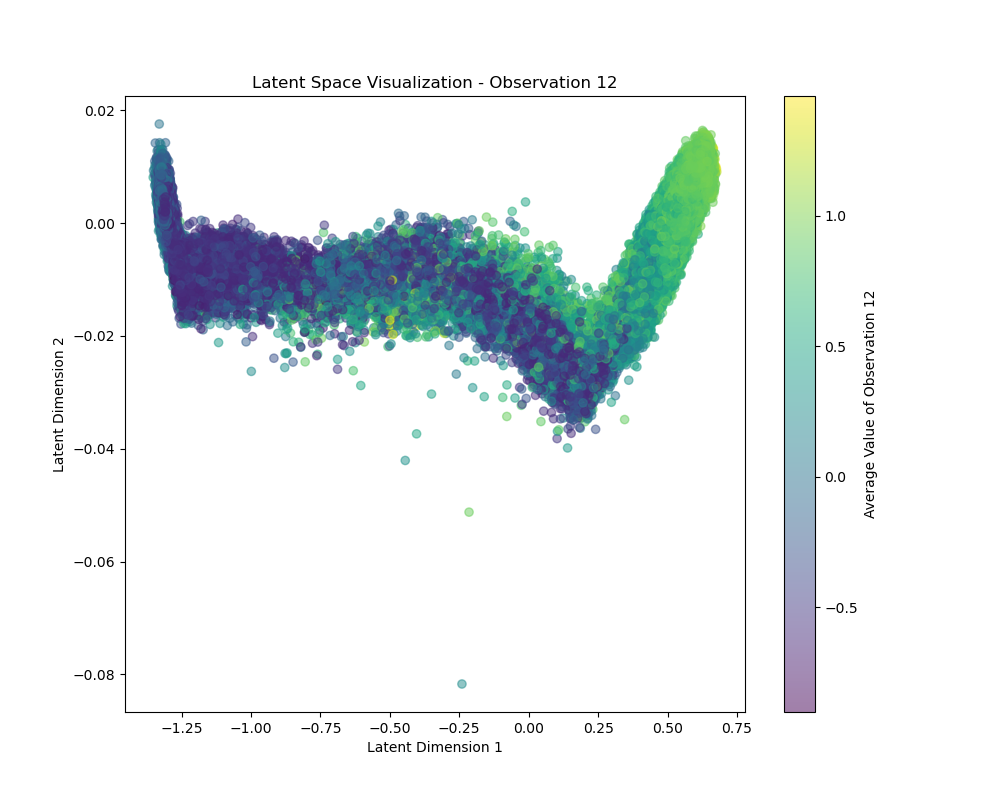 Latent Space Visualization - Observation 12
0.02
0.00
−0.02
−0.04
−0.06
−0.08
Latent Dimension 2
−1.25 −1.00 −0.75 −0.50 −0.25 0.00 0.25 0.50 0.75
Latent Dimension 1
1.0
0.5
0.0
−0.5
Average Value of Observation 12